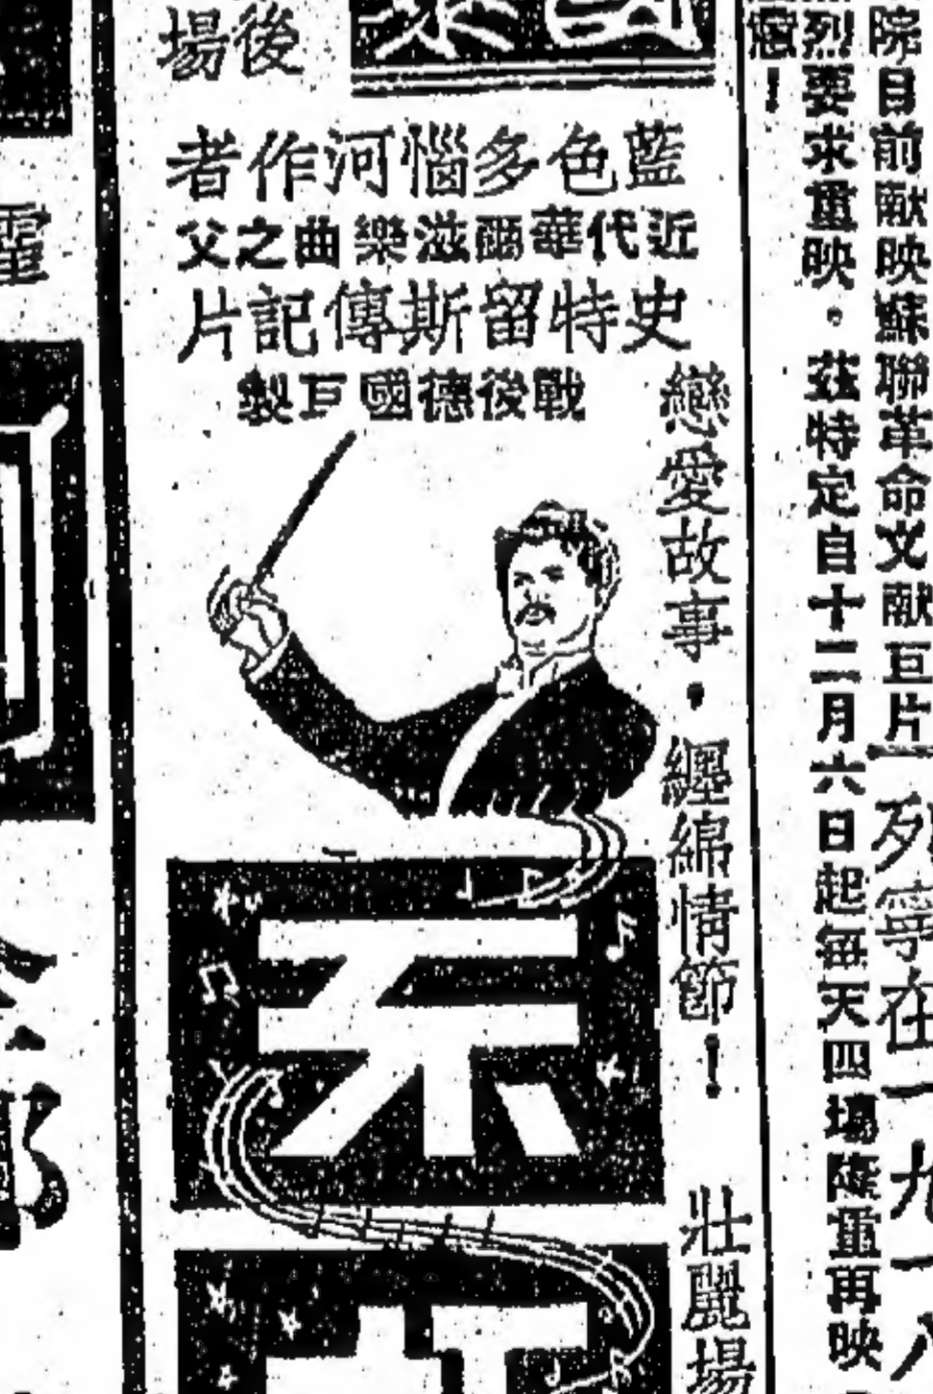 院目前献映蘇聯革命文献巨片「列寧在一九一八
烈要求重映・茲特定自十二月六日起每天四場隆重再映
後場
藍色多惱河作者
近代華爾滋樂曲之父
史特留斯傳記片
戰後德國巨製
戀愛故事・纏綿情節！壯麗場
不